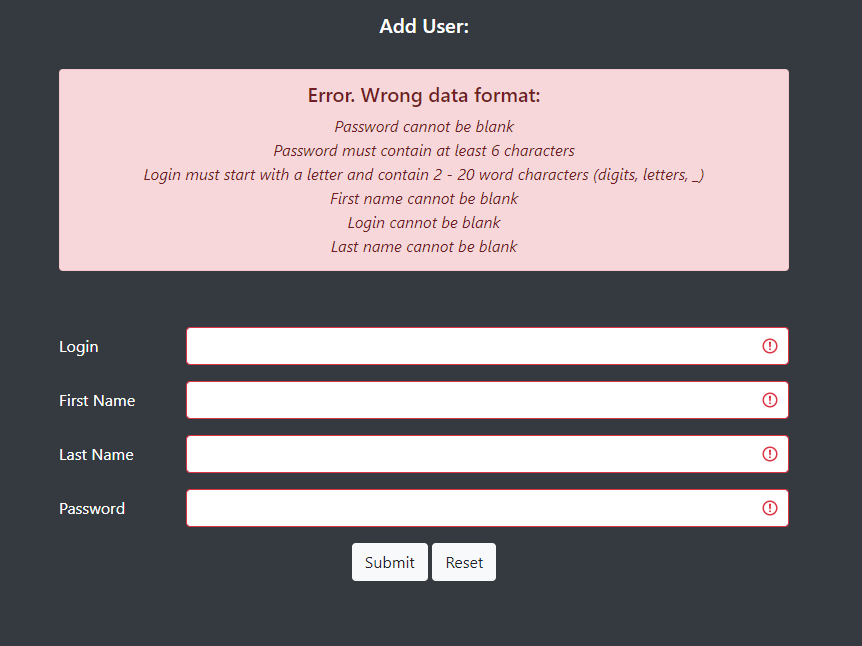 Add User:
Error. Wrong data format:
Password cannot be blank
Password must contain at least 6 characters
Login must start with a letter and contain 2 - 20 word characters (digits, letters, _)
First name cannot be blank
Login cannot be blank
Last name cannot be blank
Login
First Name
Last Name
Password
Submit Reset